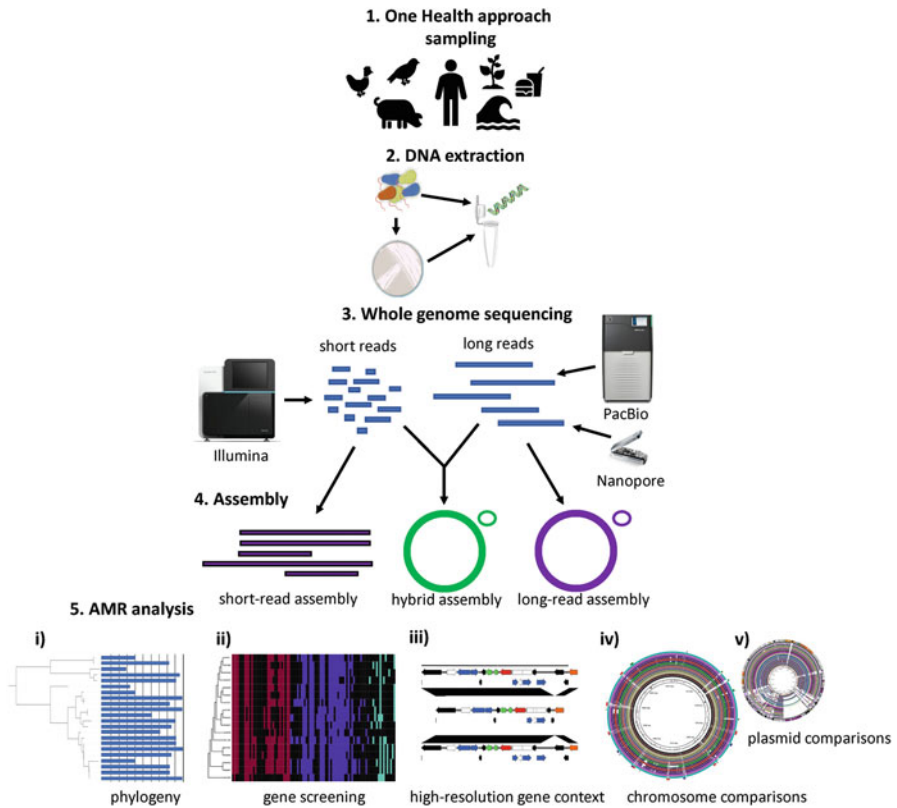 1. One Health approach
sampling
2. DNA extraction
3. Whole genome sequencing
short reads
long reads
Illumina
PacBio
Nanopore
4. Assembly
short-read assembly
hybrid assembly
long-read assembly
5. AMR analysis
i)
ii)
iii)
iv)
v)
phylogeny
gene screening
high-resolution gene context
chromosome comparisons
plasmid comparisons